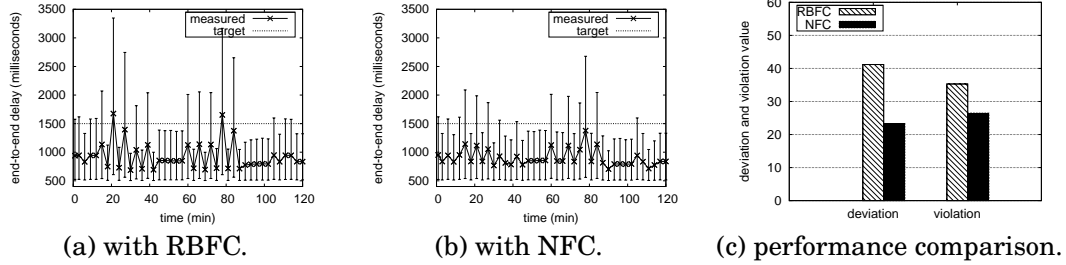 end-to-end delay (milliseconds)
3500
3000
2500
2000
1500
1000
500
measured
target
0 20 40 60 80 100 120
time (min)
(a) with RBFC.
end-to-end delay (milliseconds)
3500
3000
2500
2000
1500
1000
500
measured
target
0 20 40 60 80 100 120
time (min)
(b) with NFC.
deviation and violation value
60
50
40
30
20
10
0
RBFC
NFC
deviation violation
(c) performance comparison.